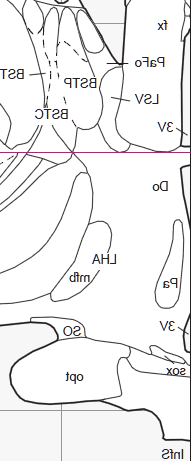 fx
PaFo
BST
BSTP
LSV
BSTC
3V
Do
LHA
mfb
Pa
3V
SO
sox
opt
InfS